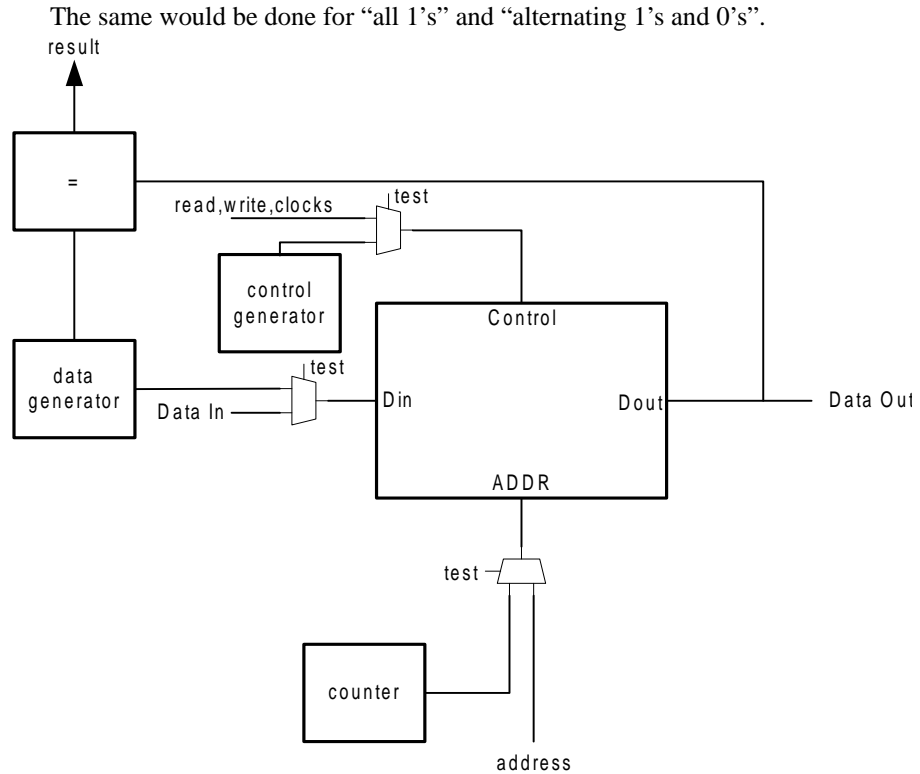 The same would be done for “all 1's” and “alternating 1's and 0's”.
result
=
test
read,write,clocks
control
generator
Control
test
data
generator
Data In
Din
Dout
Data Out
ADDR
test
counter
address